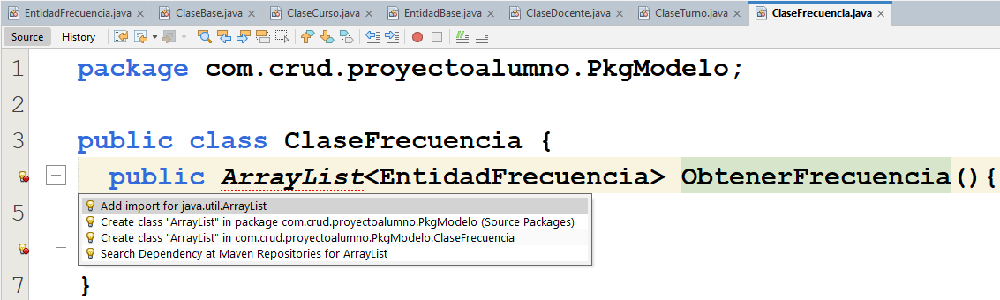 EntidadFrecuencia.java ClaseBase.java ClaseCurso.java EntidadBase.java ClaseDocente.java ClaseTurno.java ClaseFrecuencia.java
Source History
1 package com.crud.proyectoalumno.PkgModelo;
2
3 public class ClaseFrecuencia {
public ArrayList<EntidadFrecuencia> ObtenerFrecuencia(){
Add import for java.util.ArrayList
5 Create class "ArrayList" in package com.crud.proyectoalumno.PkgModelo (Source Packages)
Create class "ArrayList" in com.crud.proyectoalumno.PkgModelo.ClaseFrecuencia
Search Dependency at Maven Repositories for ArrayList
7 }